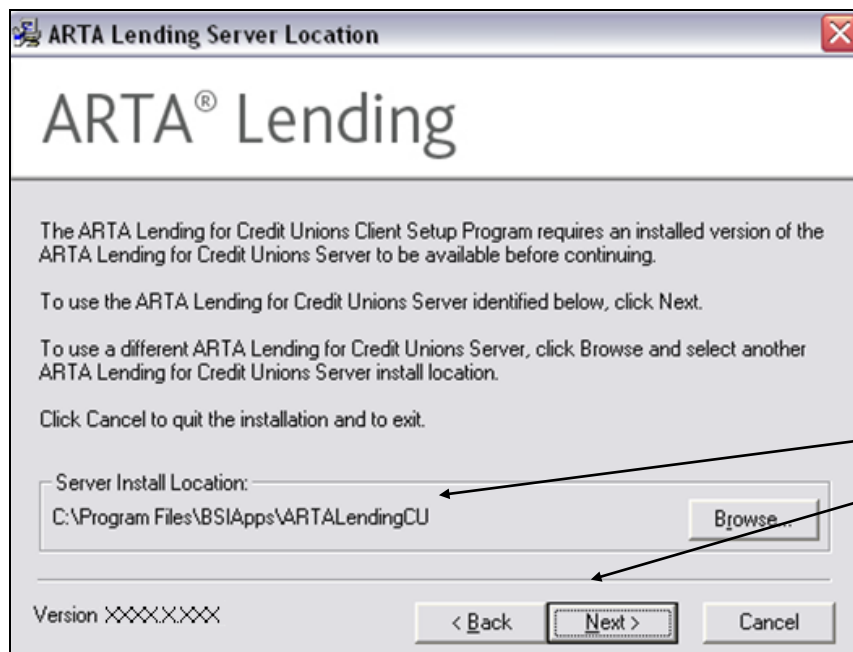 ARTA Lending Server Location
ARTA® Lending
The ARTA Lending for Credit Unions Client Setup Program requires an installed version of the
ARTA Lending for Credit Unions Server to be available before continuing.
To use the ARTA Lending for Credit Unions Server identified below, click Next.
To use a different ARTA Lending for Credit Unions Server, click Browse and select another
ARTA Lending for Credit Unions Server install location.
Click Cancel to quit the installation and to exit.
Server Install Location:
C:\Program Files\BSIApps\ARTALendingCU
Browse...
Version XXXX.X.XXX
< Back
Next >
Cancel